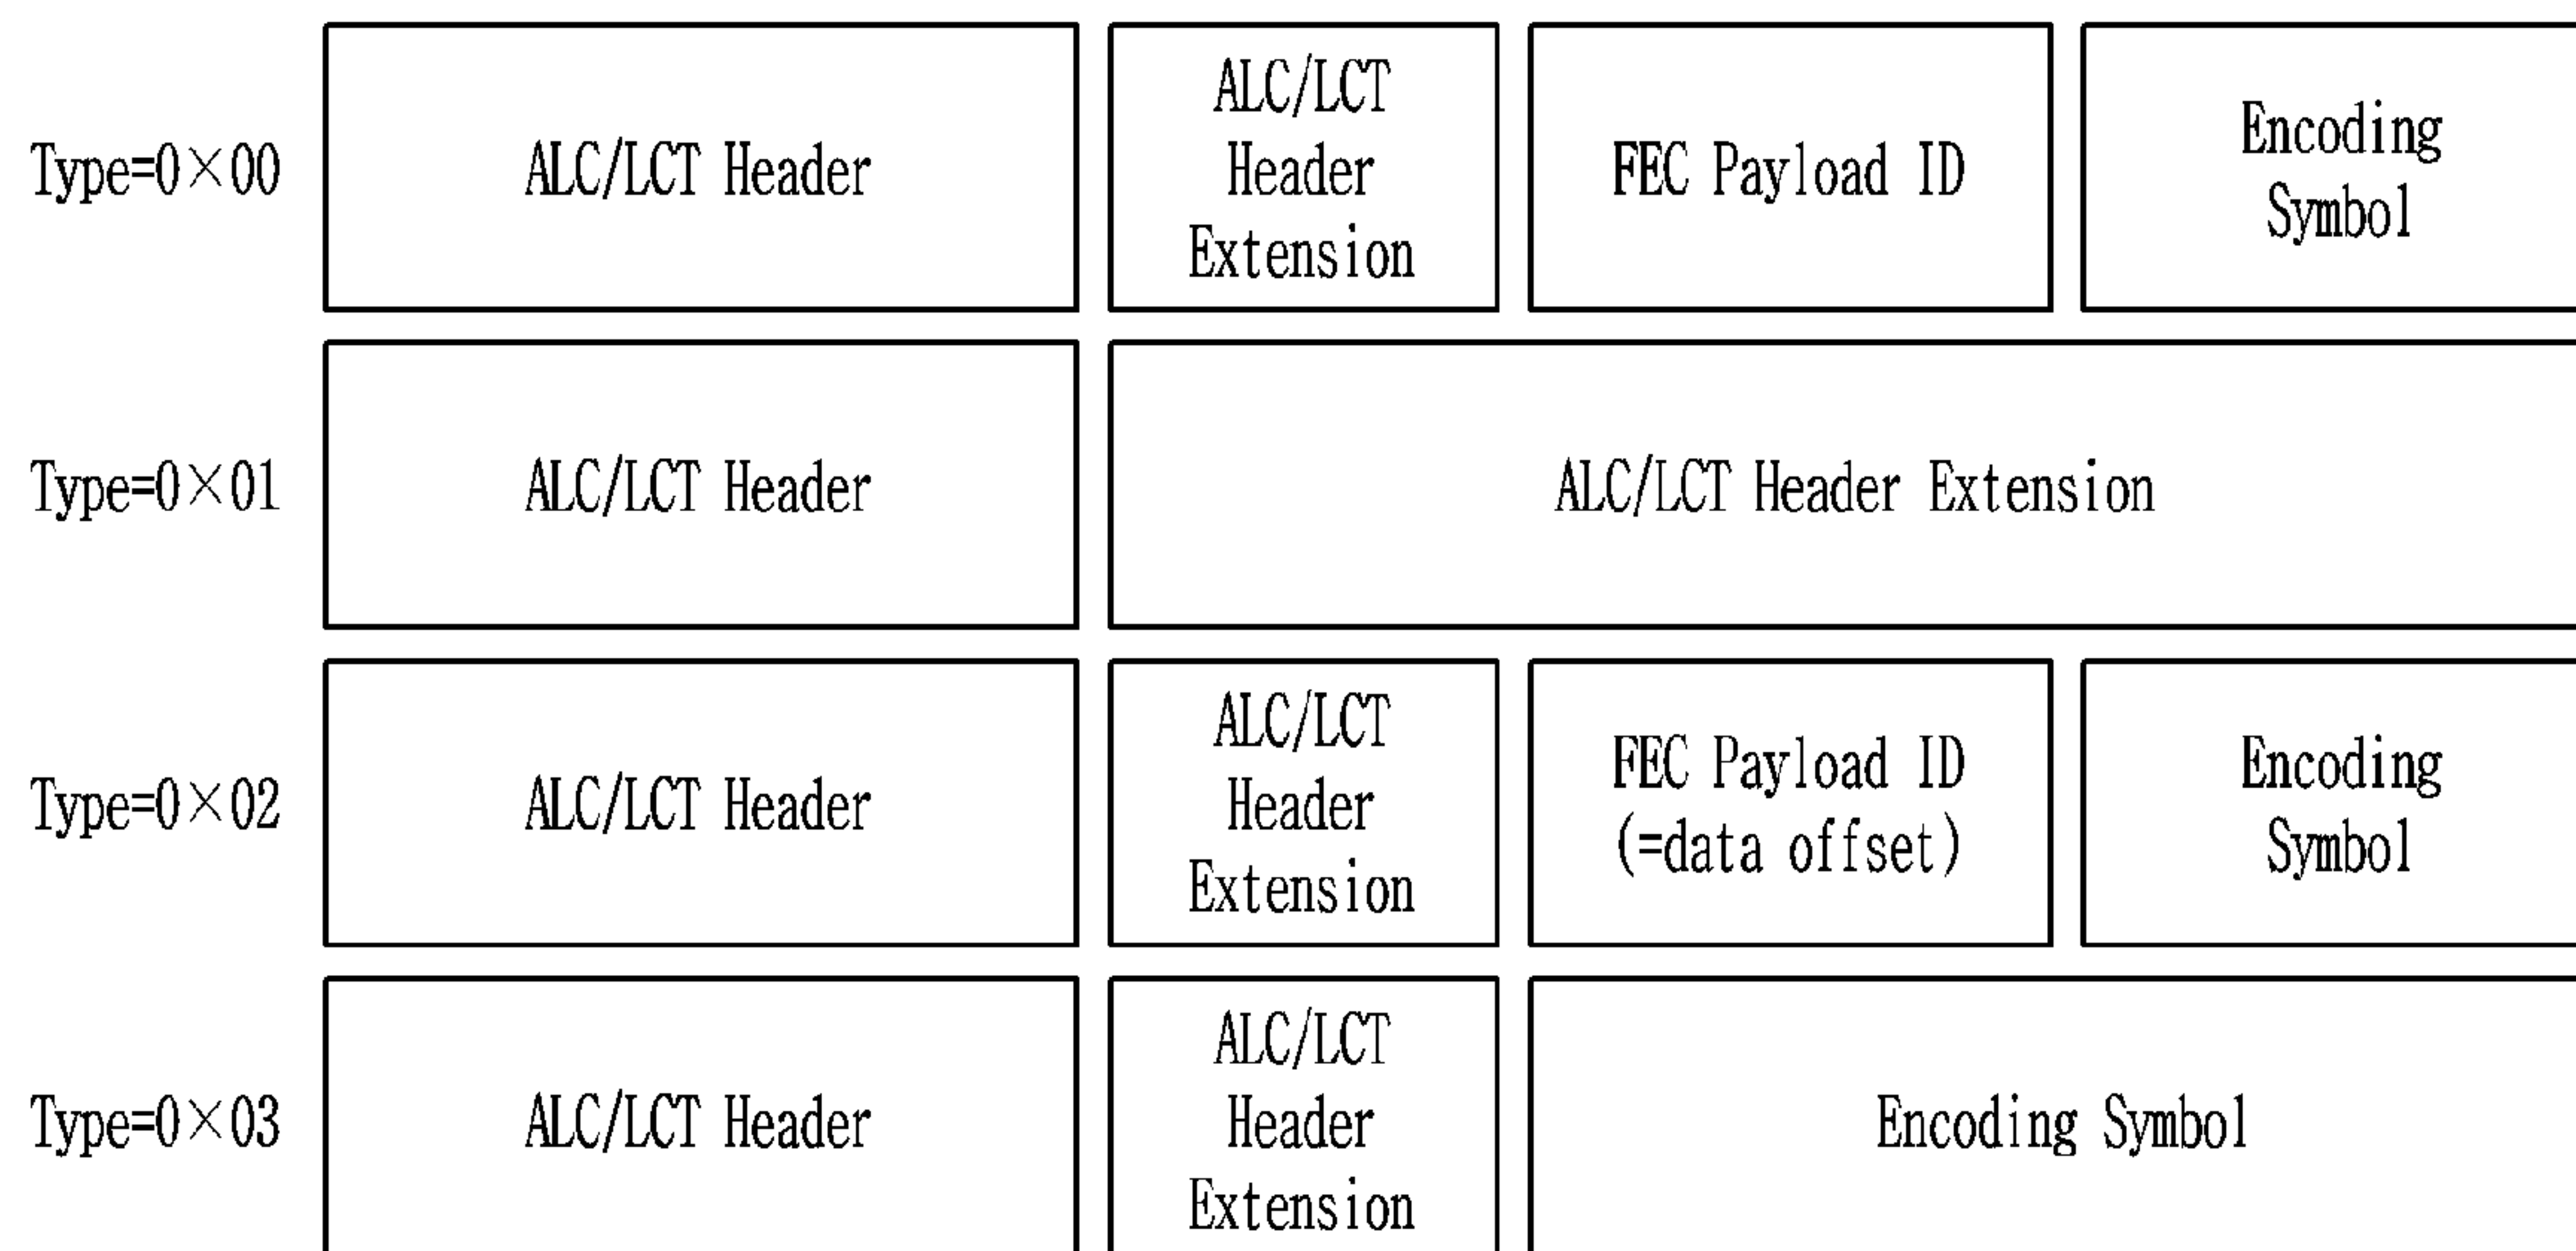 Type=0×00
ALC/LCT Header
ALC/LCT
Header
Extension
FEC Payload ID
Encoding
Symbol
Type=0×01
ALC/LCT Header
ALC/LCT Header Extension
Type=0×02
ALC/LCT Header
ALC/LCT
Header
Extension
FEC Payload ID
(=data offset)
Encoding
Symbol
Type=0×03
ALC/LCT Header
ALC/LCT
Header
Extension
Encoding Symbol